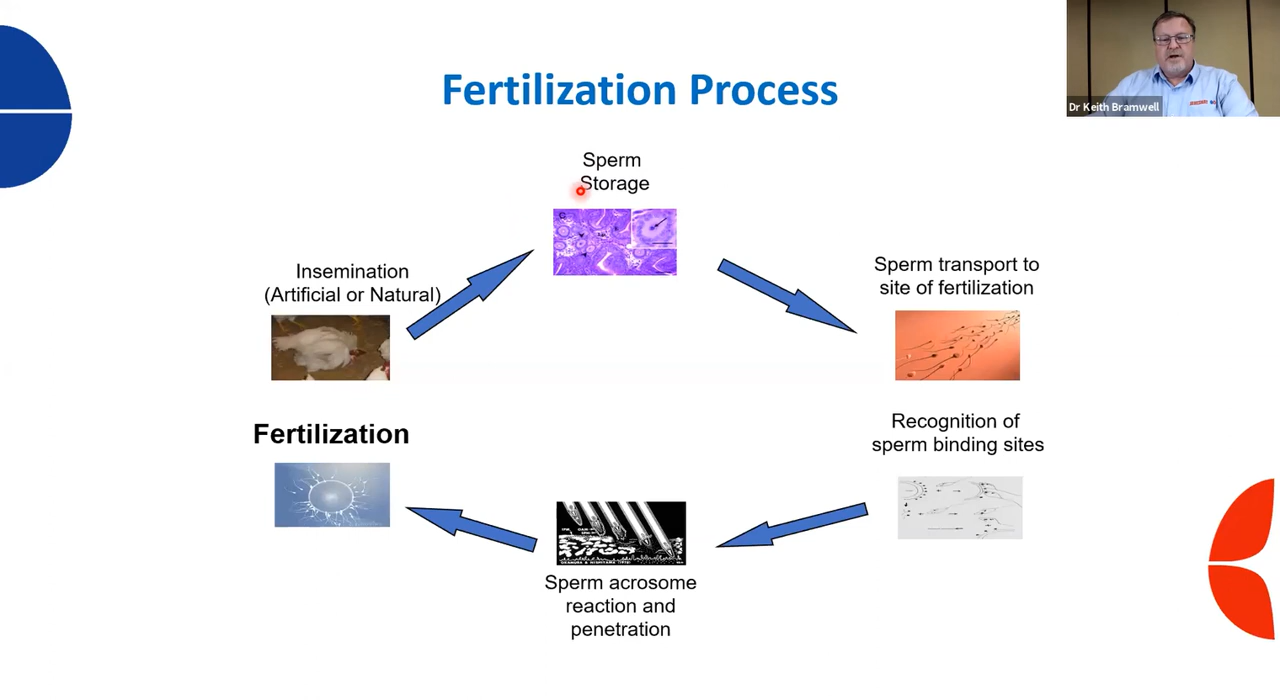 Fertilization Process
Dr Keith Bramwell
Sperm
Storage
Insemination
(Artificial or Natural)
Sperm transport to
site of fertilization
Fertilization
Recognition of
sperm binding sites
Sperm acrosome
reaction and
penetration